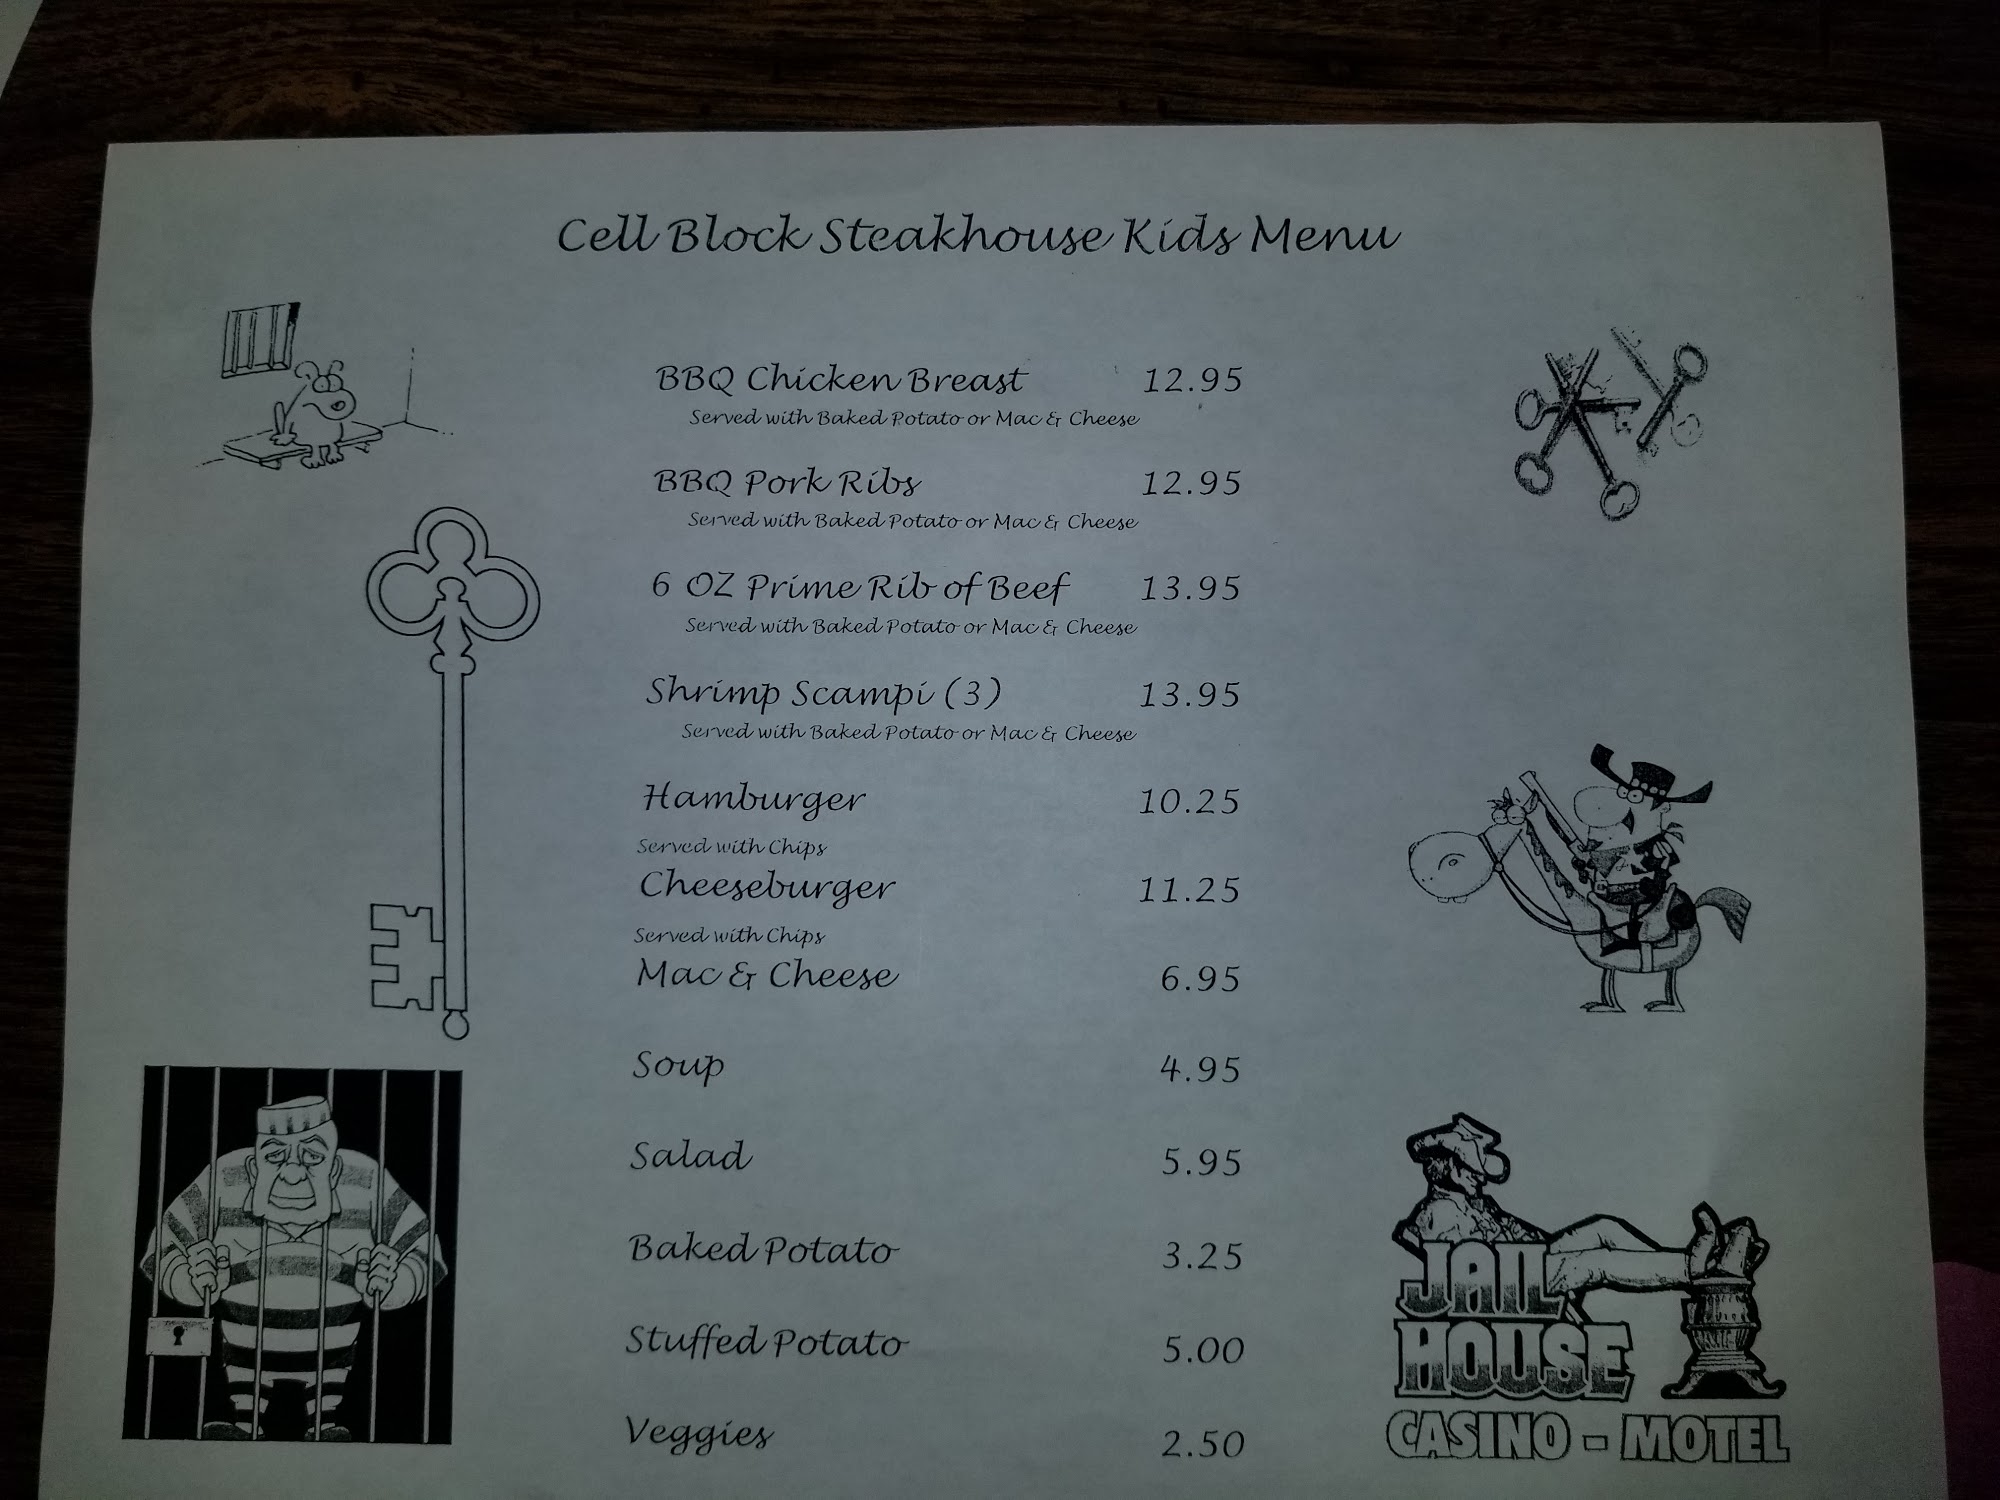 Cell Block Steakhouse Kids Menu
BBQ Chicken Breast 12.95
Served with Baked Potato or Mac & Cheese
BBQ Pork Ribs 12.95
Served with Baked Potato or Mac & Cheese
6 OZ Prime Rib of Beef 13.95
Served with Baked Potato or Mac & Cheese
Shrimp Scampi (3) 13.95
Served with Baked Potato or Mac & Cheese
Hamburger 10.25
Served with Chips
Cheeseburger 11.25
Served with Chips
Mac & Cheese 6.95
Soup 4.95
Salad 5.95
Baked Potato 3.25
Stuffed Potato 5.00
Veggies 2.50
JAIL
HOUSE
CASINO - MOTEL